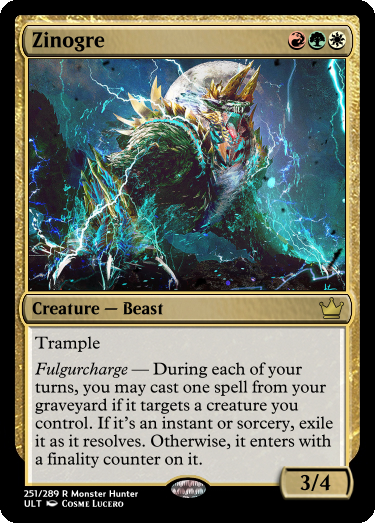 Zinogre
Creature — Beast
Trample
Fulgurcharge — During each of your
turns, you may cast one spell from your
graveyard if it targets a creature you
control. If it's an instant or sorcery, exile
it as it resolves. Otherwise, it enters with
a finality counter on it.
3/4
251/289 R Monster Hunter
ULT Cosme Lucero